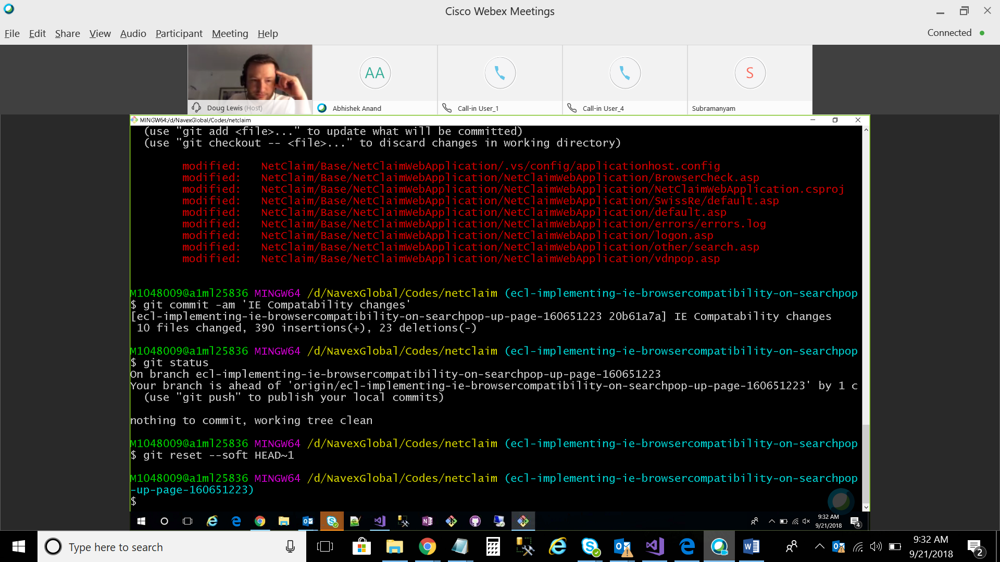 Cisco Webex Meetings
File Edit Share View Audio Participant Meeting Help
Connected
AA
S
Doug Lewis (Host)
Abhishek Anand
Call-in User_1
Call-in User_4
Subramanyam
MINGW64:/d/NavexGlobal/Codes/netclaim
(use "git add <file>..." to update what will be committed)
(use "git checkout -- <file>..." to discard changes in working directory)
modified: NetClaim/Base/NetClaimWebApplication/.vs/config/applicationhost.config
modified: NetClaim/Base/NetClaimWebApplication/NetClaimWebApplication/BrowserCheck.asp
modified: NetClaim/Base/NetClaimWebApplication/NetClaimWebApplication/NetClaimWebApplication.csproj
modified: NetClaim/Base/NetClaimWebApplication/NetClaimWebApplication/SwissRe/default.asp
modified: NetClaim/Base/NetClaimWebApplication/NetClaimWebApplication/default.asp
modified: NetClaim/Base/NetClaimWebApplication/NetClaimWebApplication/errors/errors.log
modified: NetClaim/Base/NetClaimWebApplication/NetClaimWebApplication/logon.asp
modified: NetClaim/Base/NetClaimWebApplication/NetClaimWebApplication/other/search.asp
modified: NetClaim/Base/NetClaimWebApplication/NetClaimWebApplication/vdnpop.asp
M1048009@a1ml25836 MINGW64 /d/NavexGlobal/Codes/netclaim (ecl-implementing-ie-browsercompatibility-on-searchpop
$ git commit -am 'IE Compatability changes'
[ecl-implementing-ie-browsercompatibility-on-searchpop-up-page-160651223 20b61a7a] IE Compatability changes
10 files changed, 390 insertions(+), 23 deletions(-)
M1048009@a1ml25836 MINGW64 /d/NavexGlobal/Codes/netclaim (ecl-implementing-ie-browsercompatibility-on-searchpop
$ git status
On branch ecl-implementing-ie-browsercompatibility-on-searchpop-up-page-160651223
Your branch is ahead of 'origin/ecl-implementing-ie-browsercompatibility-on-searchpop-up-page-160651223' by 1 c
(use "git push" to publish your local commits)
nothing to commit, working tree clean
M1048009@a1ml25836 MINGW64 /d/NavexGlobal/Codes/netclaim (ecl-implementing-ie-browsercompatibility-on-searchpop
$ git reset --soft HEAD~1
M1048009@a1ml25836 MINGW64 /d/NavexGlobal/Codes/netclaim (ecl-implementing-ie-browsercompatibility-on-searchpop
-up-page-160651223)
$
9:32 AM
9/21/2018
4
Type here to search
9:32 AM
9/21/2018
2